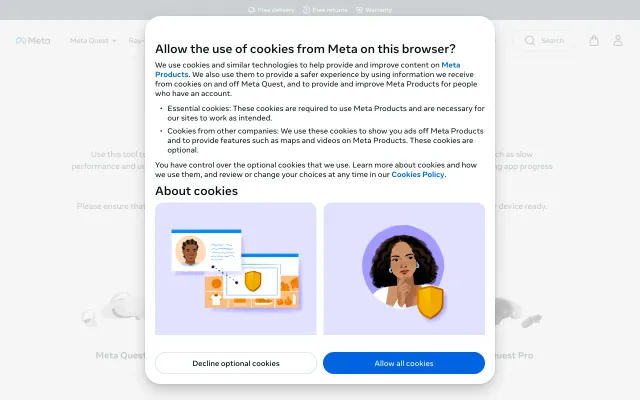 Free delivery Free returns Warranty
Meta Meta Quest Search
Allow the use of cookies from Meta on this browser?
We use cookies and similar technologies to help provide and improve content on Meta
Products. We also use them to provide a safer experience by using information we receive
from cookies on and off Meta Quest, and to provide and improve Meta Products for people
who have an account.
• Essential cookies: These cookies are required to use Meta Products and are necessary for
our sites to work as intended.
• Cookies from other companies: We use these cookies to show you ads off Meta Products
and to provide features such as maps and videos on Meta Products. These cookies are
optional.
Use this tool to
such as slow
performance and
app progress
You have control over the optional cookies that we use. Learn more about cookies and how
we use them, and review or change your choices at any time in our Cookies Policy.
About cookies
Please ensure that
device ready.
Meta Quest
Quest Pro
Decline optional cookies
Allow all cookies